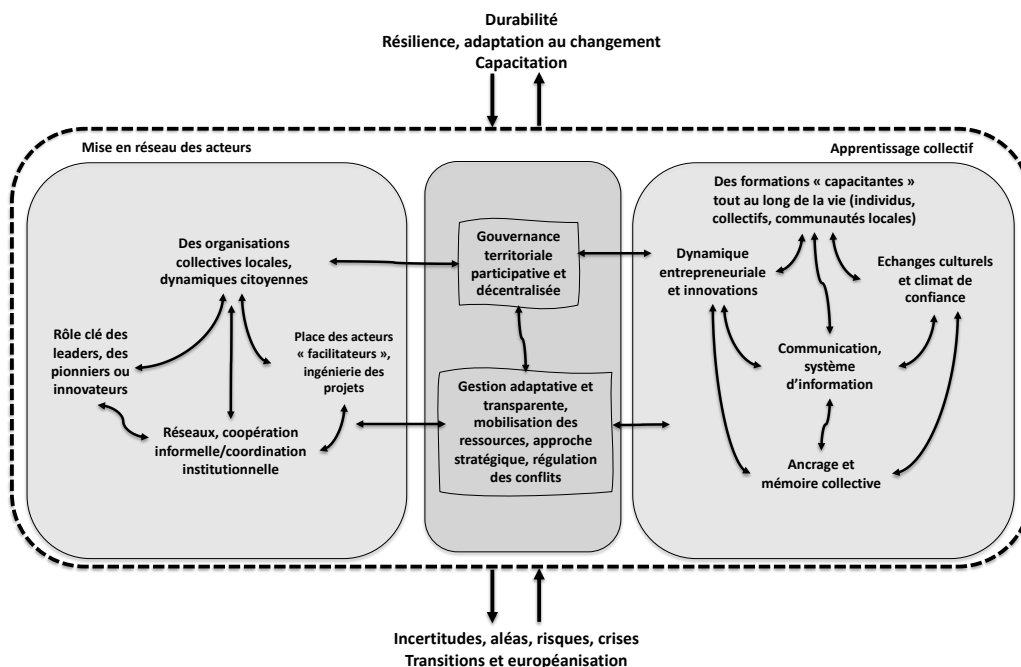 Durabilité
Résilience, adaptation au changement
Capacitation
Mise en réseau des acteurs
Apprentissage collectif
Des organisations
collectives locales,
dynamiques citoyennes
Rôle clé des
leaders, des
pionniers ou
innovateurs
Place des acteurs
« facilitateurs »,
ingénierie des
projets
Réseaux, coopération
informelle/coordination
institutionnelle
Gouvernance
territoriale
participative et
décentralisée
Gestion adaptative et
transparente,
mobilisation des
ressources, approche
stratégique, régulation
des conflits
Des formations « capacitantes »
tout au long de la vie (individus,
collectifs, communautés locales)
Dynamique
entrepreneuriale
et innovations
Echanges culturels
et climat de
confiance
Communication,
système
d’information
Ancrage et
mémoire collective
Incertitudes, aléas, risques, crises
Transitions et européanisation